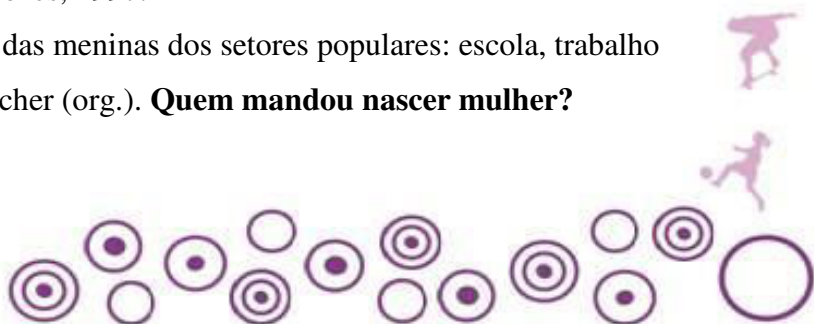 das meninas dos setores populares: escola, trabalho
cher (org.). Quem mandou nascer mulher?